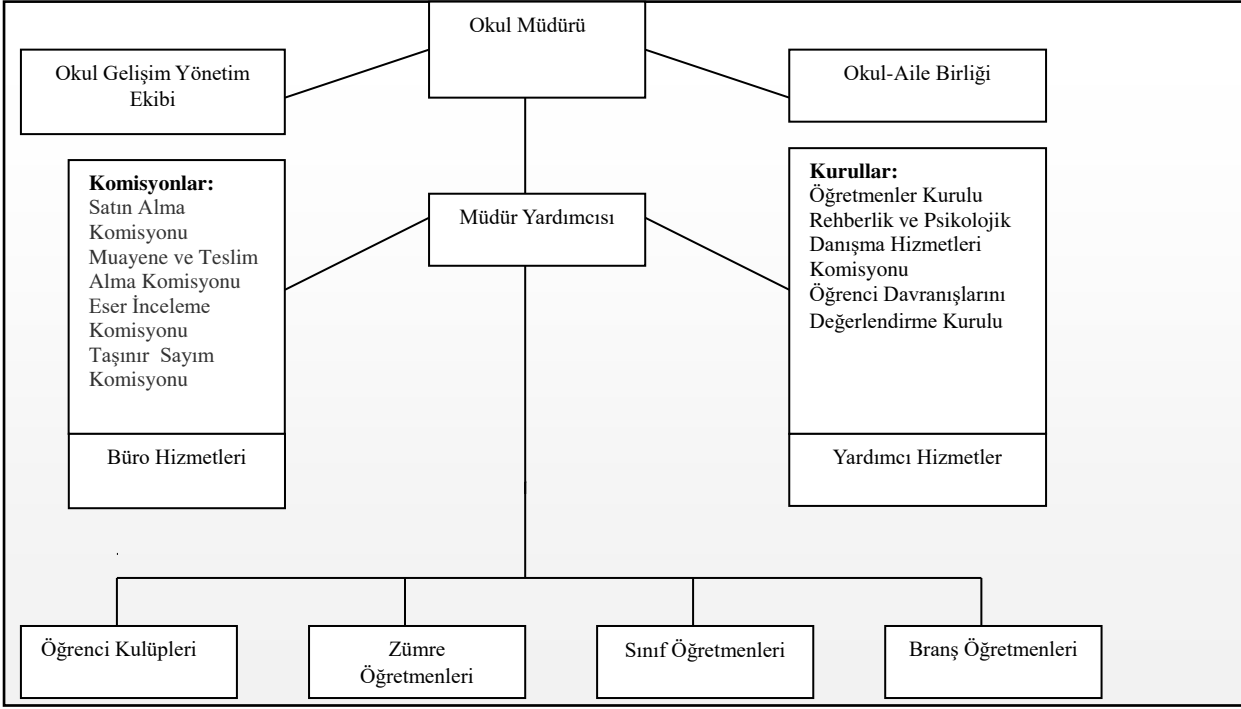 Okul Müdürü
Okul Gelişim Yönetim
Ekibi
Okul-Aile Birliği
Komisyonlar:
Satın Alma
Komisyonu
Muayene ve Teslim
Alma Komisyonu
Eser İnceleme
Komisyonu
Taşınır Sayım
Komisyonu
Müdür Yardımcısı
Kurullar:
Öğretmenler Kurulu
Rehberlik ve Psikolojik
Danışma Hizmetleri
Komisyonu
Öğrenci Davranışlarını
Değerlendirme Kurulu
Büro Hizmetleri
Yardımcı Hizmetler
Öğrenci Kulüpleri
Zümre
Öğretmenleri
Sınıf Öğretmenleri
Branş Öğretmenleri